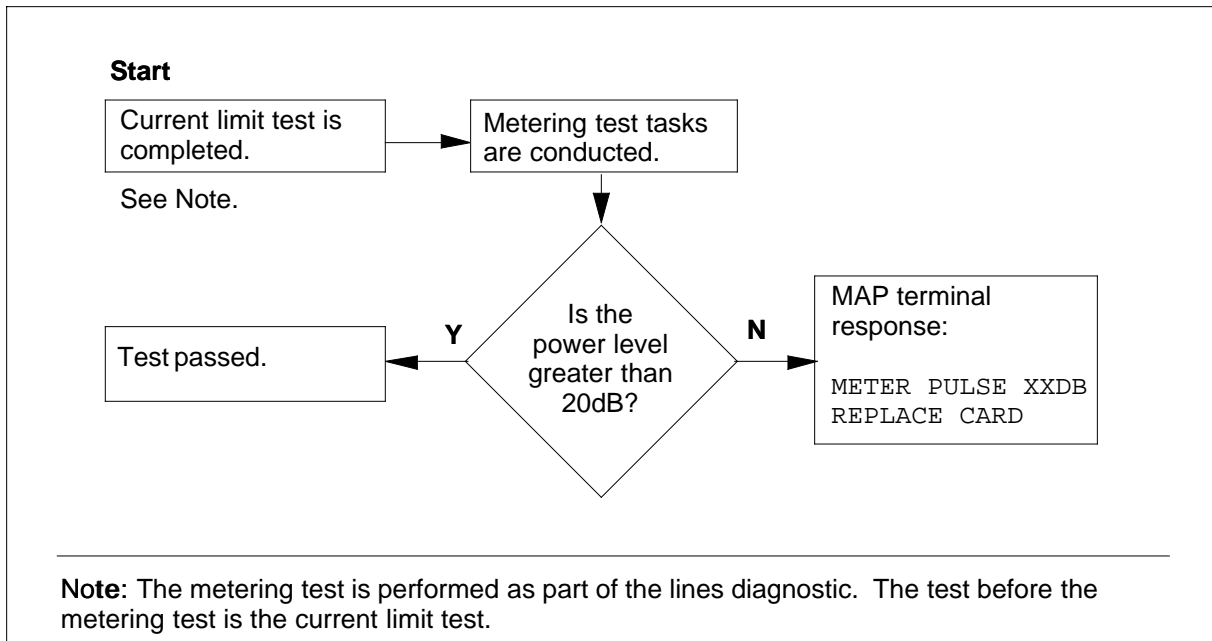 Start
Current limit test is
completed.
Metering test tasks
are conducted.
See Note.
Is the
power level
greater than
20dB?
Y
N
Test passed.
MAP terminal
response:
METER PULSE XXDB
REPLACE CARD
Note: The metering test is performed as part of the lines diagnostic. The test before the
metering test is the current limit test.